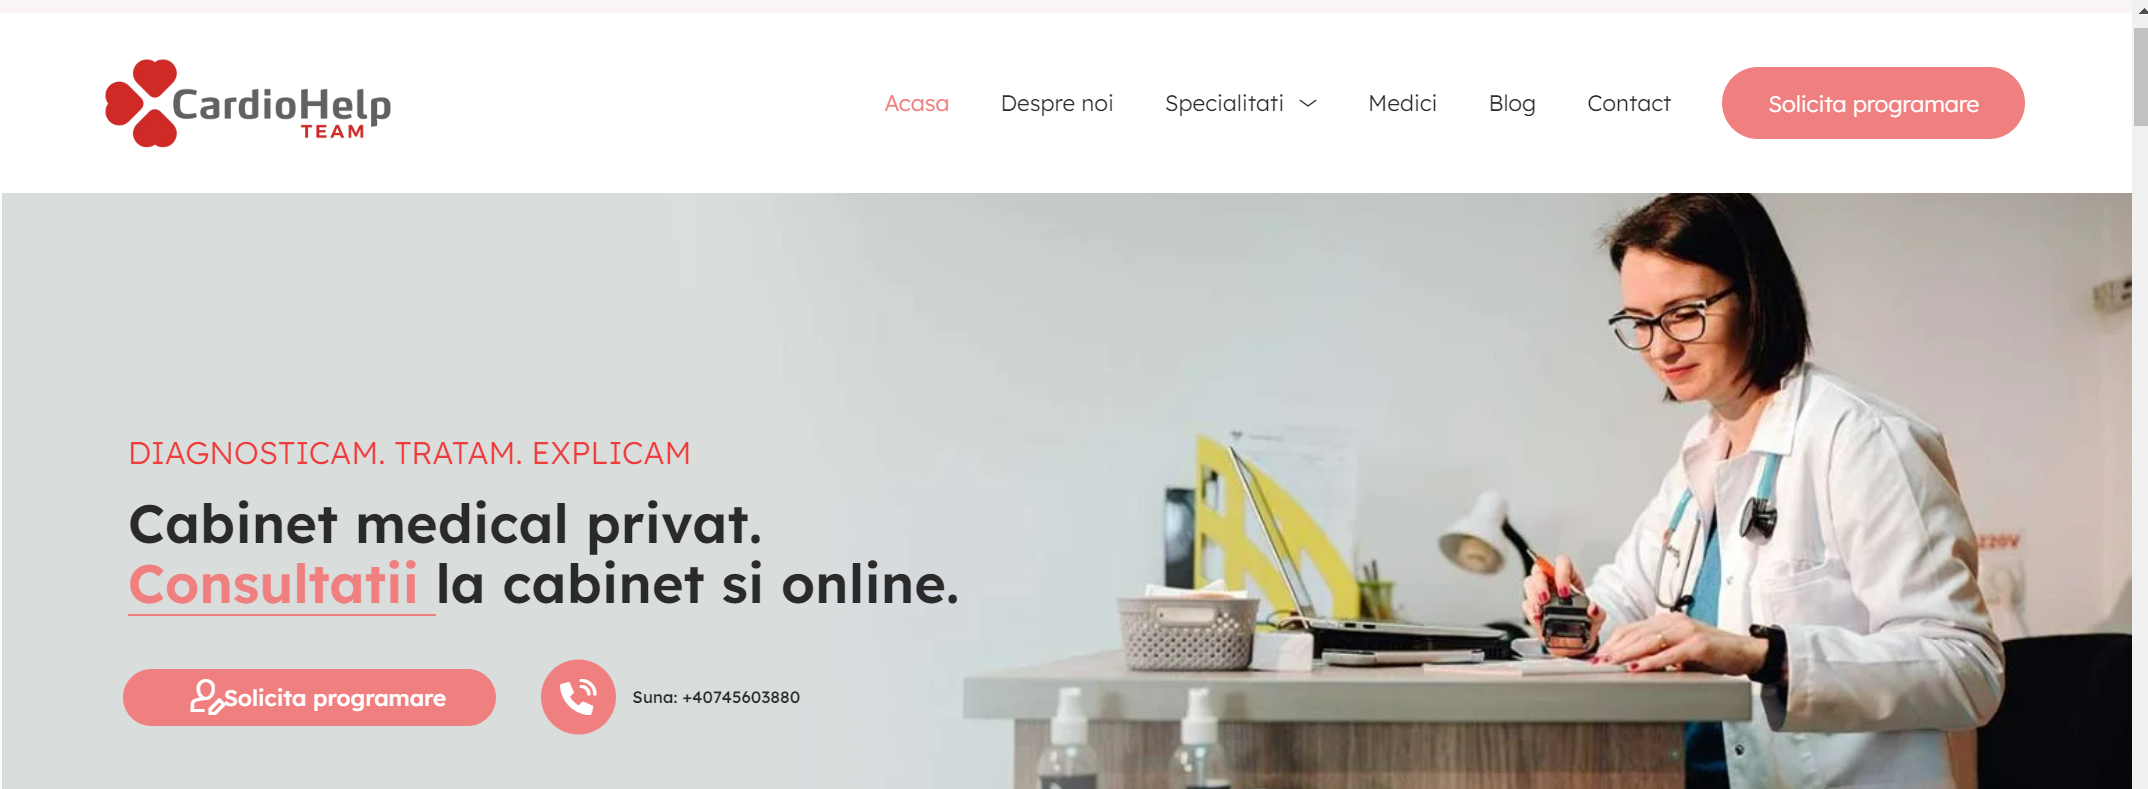 CardioHelp
TEAM
Acasa
Despre noi
Specialitati
Medici
Blog
Contact
Solicita programare
DIAGNOSTICAM. TRATAM. EXPLICAM
Cabinet medical privat.
Consultatii la cabinet si online.
Solicita programare
Suna: +40745603880
220V